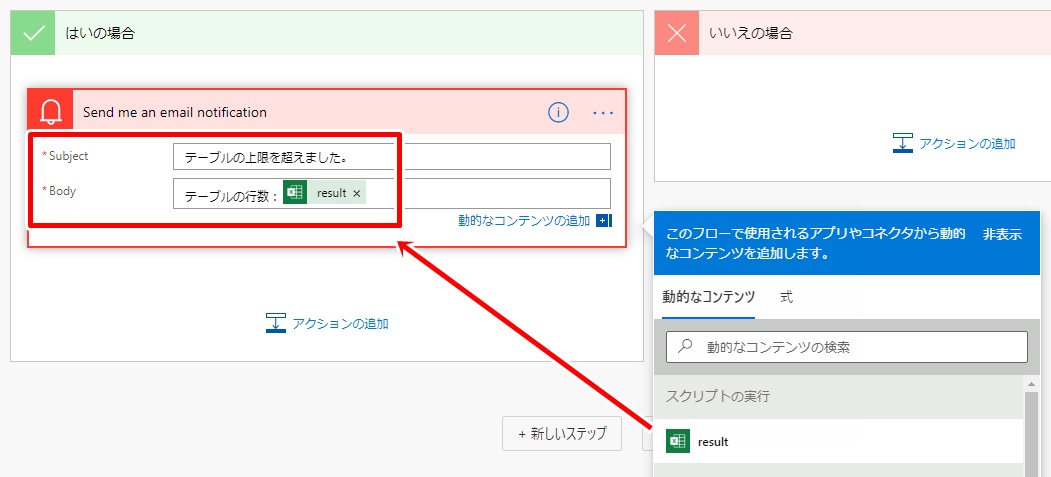 はいの場合
いいえの場合
Send me an email notification
* Subject
テーブルの上限を超えました。
* Body
テーブルの行数： result ×
動的なコンテンツの追加
アクションの追加
アクションの追加
このフローで使用されるアプリやコネクタから動的
なコンテンツを追加します。
非表示
動的なコンテンツ
式
動的なコンテンツの検索
スクリプトの実行
result
+ 新しいステップ